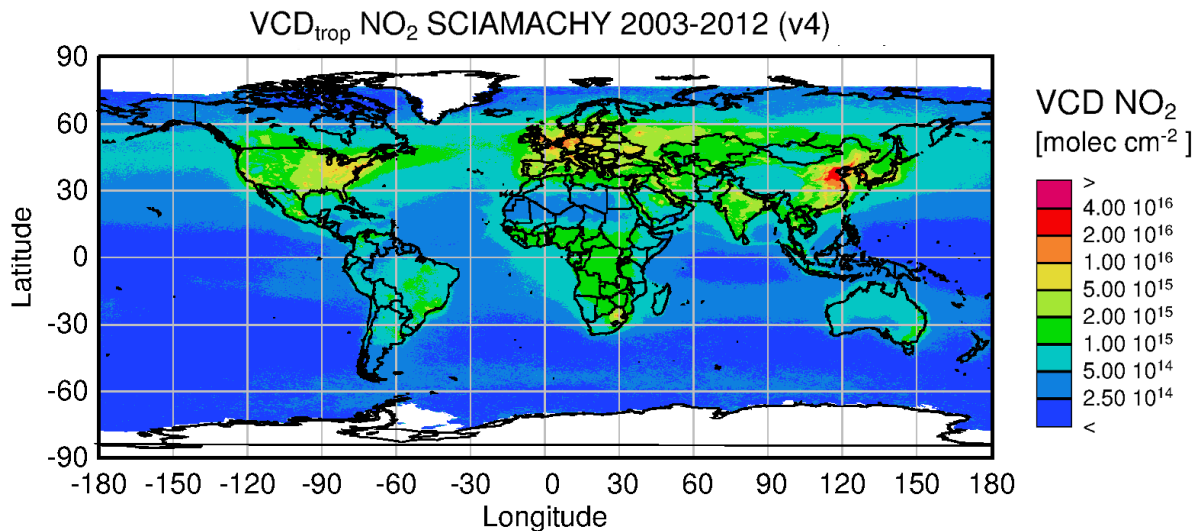 VCDtrop NO2 SCIAMACHY 2003-2012 (v4)
90
60
30
0
-30
-60
-90
Latitude
-180 -150 -120 -90 -60 -30 0 30 60 90 120 150 180
Longitude
VCD NO2
[molec cm-2 ]
>
4.00 10^16
2.00 10^16
1.00 10^16
5.00 10^15
2.00 10^15
1.00 10^15
5.00 10^14
2.50 10^14
<